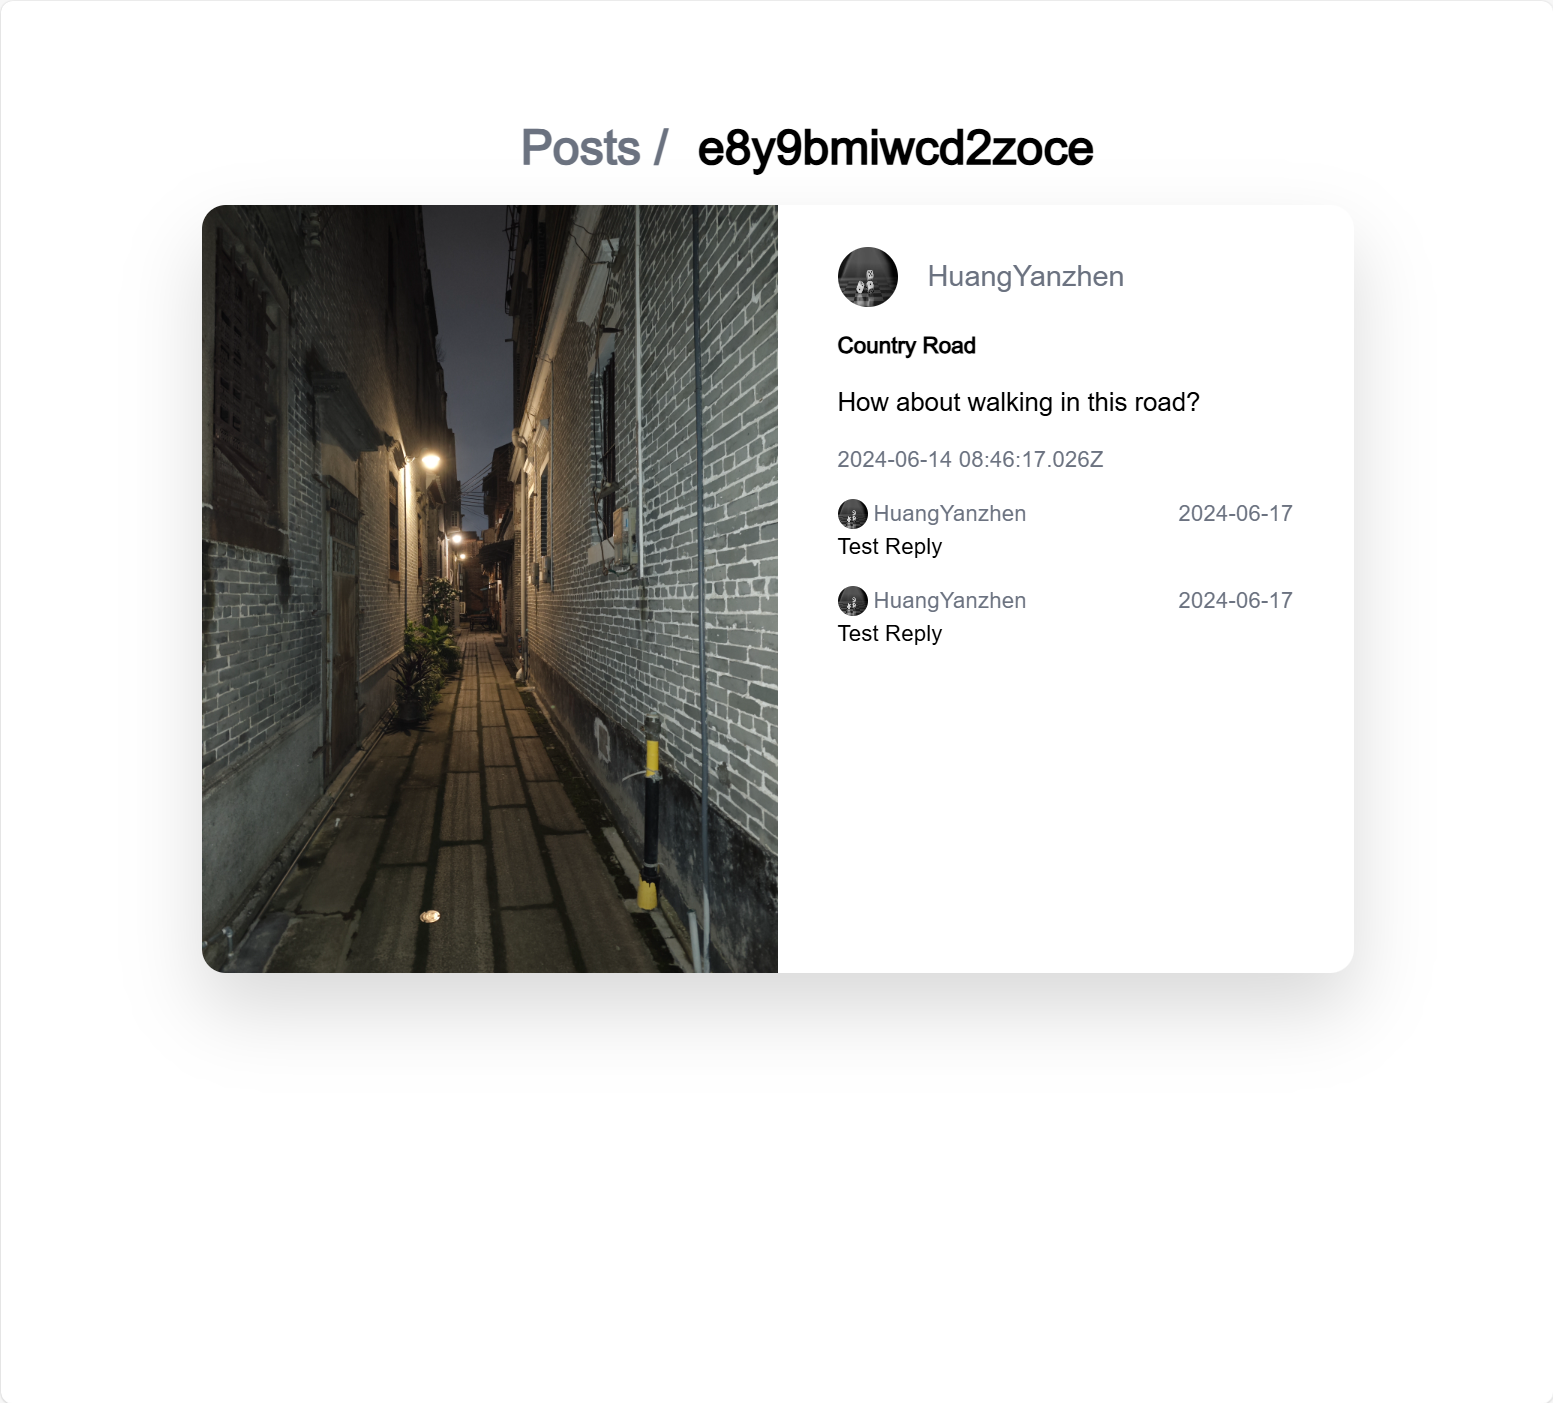 Posts / e8y9bmiwcd2zoce
HuangYanzhen
Country Road
How about walking in this road?
2024-06-14 08:46:17.026Z
HuangYanzhen 2024-06-17
Test Reply
HuangYanzhen 2024-06-17
Test Reply